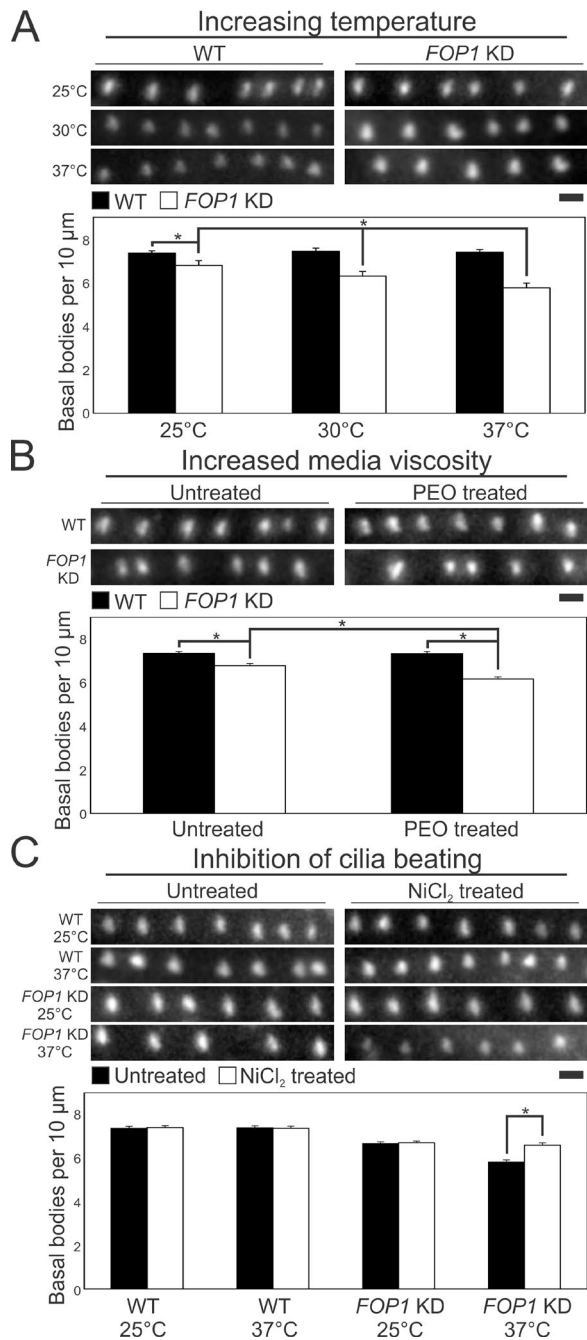 A
Increasing temperature
WT
FOP1 KD
25°C
30°C
37°C
WT FOP1 KD
Basal bodies per 10 µm
8
6
4
2
0
* *
25°C 30°C 37°C
B
Increased media viscosity
Untreated
PEO treated
WT
FOP1
KD
WT FOP1 KD
Basal bodies per 10 µm
8
6
4
2
0
* * *
Untreated PEO treated
C
Inhibition of cilia beating
Untreated
NiCl₂ treated
WT
25°C
WT
37°C
FOP1 KD
25°C
FOP1 KD
37°C
Untreated NiCl₂ treated
Basal bodies per 10 µm
8
6
4
2
0
*
WT WT FOP1 KD FOP1 KD
25°C 37°C 25°C 37°C